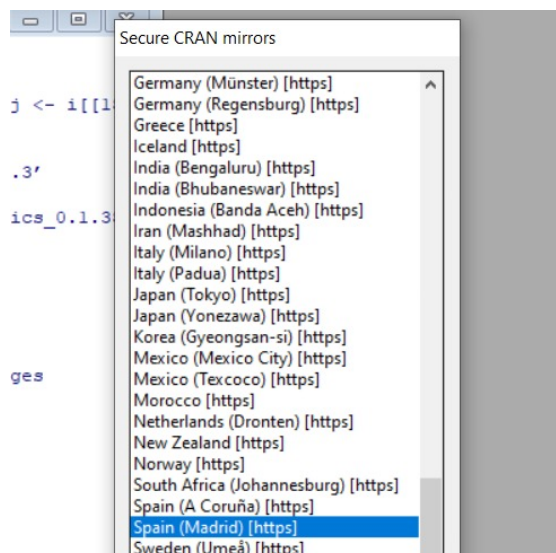 Secure CRAN mirrors
j <- i[[1
.3'
ics_0.1.3
ges
Germany (Münster) [https]
Germany (Regensburg) [https]
Greece [https]
Iceland [https]
India (Bengaluru) [https]
India (Bhubaneswar) [https]
Indonesia (Banda Aceh) [https]
Iran (Mashhad) [https]
Italy (Milano) [https]
Italy (Padua) [https]
Japan (Tokyo) [https]
Japan (Yonezawa) [https]
Korea (Gyeongsan-si) [https]
Mexico (Mexico City) [https]
Mexico (Texcoco) [https]
Morocco [https]
Netherlands (Dronten) [https]
New Zealand [https]
Norway [https]
South Africa (Johannesburg) [https]
Spain (A Coruña) [https]
Spain (Madrid) [https]
Sweden (Umeå) [https]